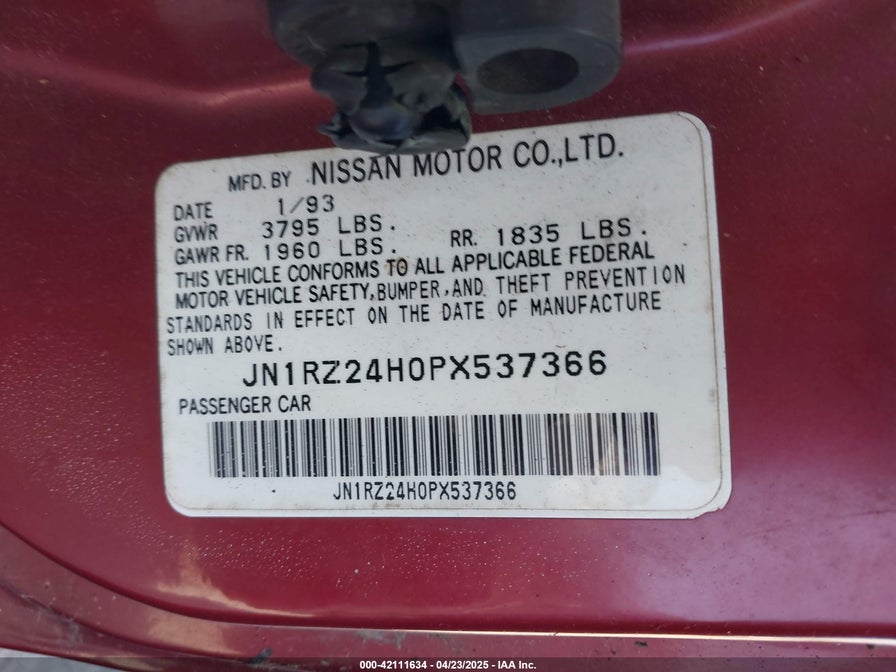 MFD. BY NISSAN MOTOR CO.,LTD.
DATE 1/93
GVWR 3795 LBS.
GAWR FR. 1960 LBS. RR. 1835 LBS.
THIS VEHICLE CONFORMS TO ALL APPLICABLE FEDERAL
MOTOR VEHICLE SAFETY, BUMPER, AND THEFT PREVENTION
STANDARDS IN EFFECT ON THE DATE OF MANUFACTURE
SHOWN ABOVE.
JN1RZ24H0PX537366
PASSENGER CAR
JN1RZ24H0PX537366
000-42111634 - 04/23/2025 - IAA Inc.